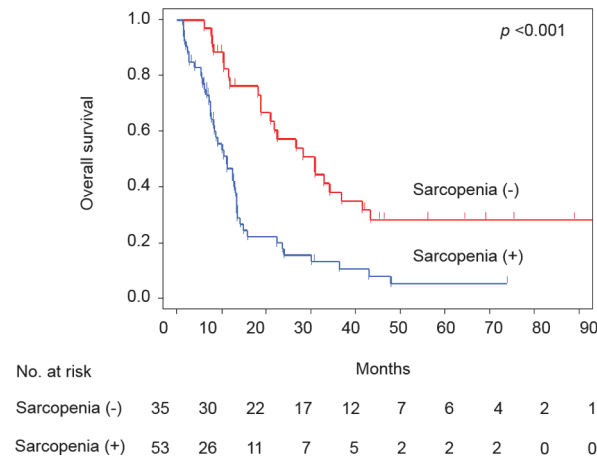 p <0.001
1.0
0.8
0.6
0.4
0.2
0.0
Overall survival
Sarcopenia (-)
Sarcopenia (+)
0 10 20 30 40 50 60 70 80 90
Months
No. at risk
Sarcopenia (-) 35 30 22 17 12 7 6 4 2 1
Sarcopenia (+) 53 26 11 7 5 2 2 2 0 0